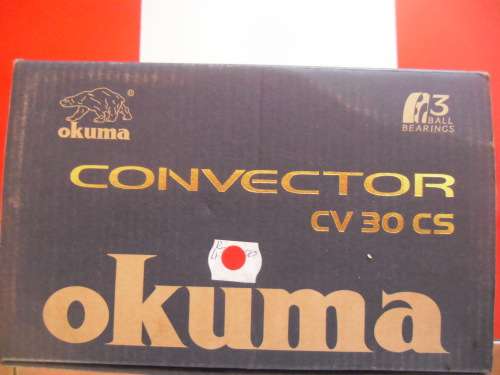 okuma
®
3
BALL
BEARINGS
CONVECTOR
CV 30 CS
okuma